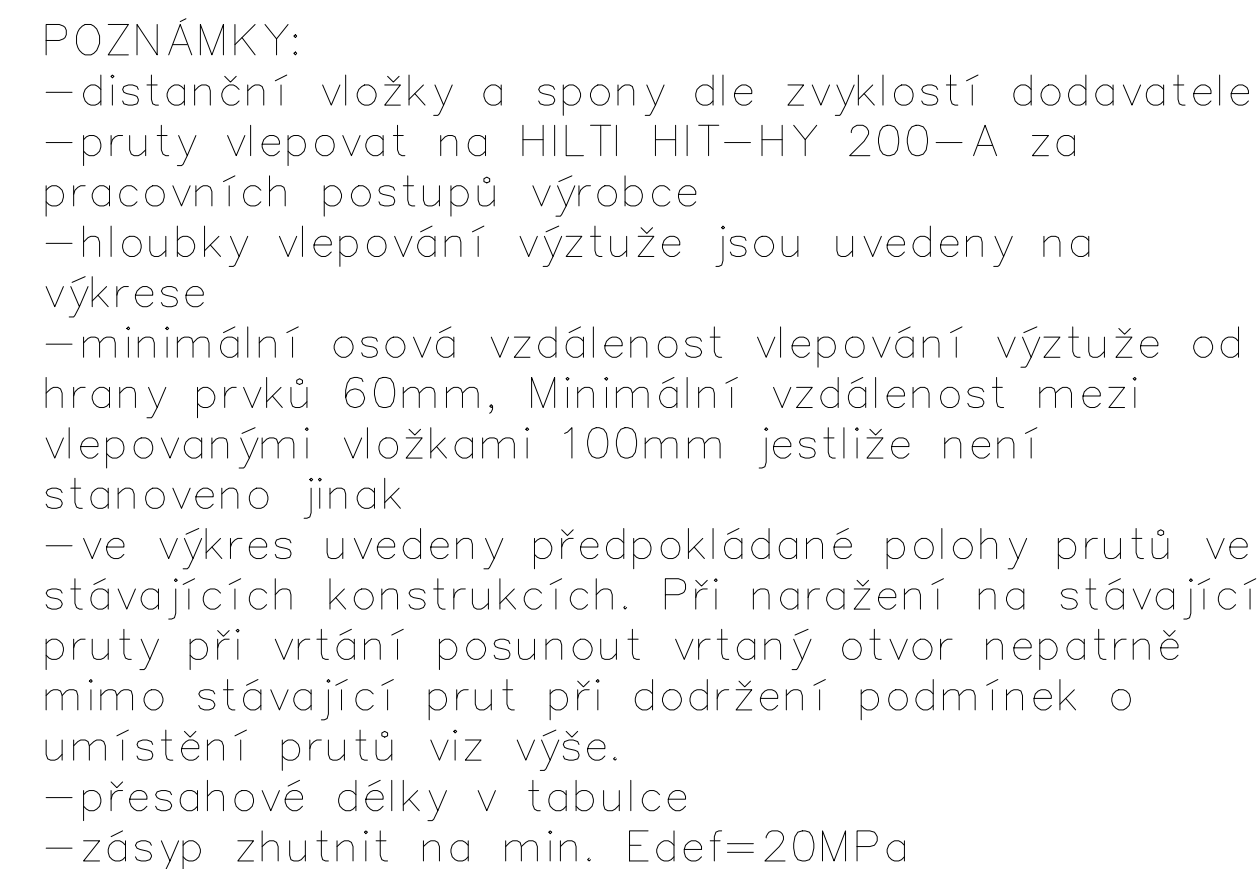 POZNÁMKY:
-distanční vložky a spony dle zvyklostí dodavatele
-pruty vlepovat na HILTI HIT-HY 200-A za
pracovních postupů výrobce
-hloubky vlepování výztuže jsou uvedeny na
výkrese
-minimální osová vzdálenost vlepování výztuže od
hrany prvků 60mm, Minimální vzdálenost mezi
vlepovanými vložkami 100mm jestliže není
stanoveno jinak
-ve výkres uvedeny předpokládané polohy prutů ve
stávajících konstrukcích. Při naražení na stávající
pruty při vrtání posunout vrtaný otvor nepatrně
mimo stávající prut při dodržení podmínek o
umístění prutů viz výše.
-přesahové délky v tabulce
-zásyp zhutnit na min. Edef=20MPa